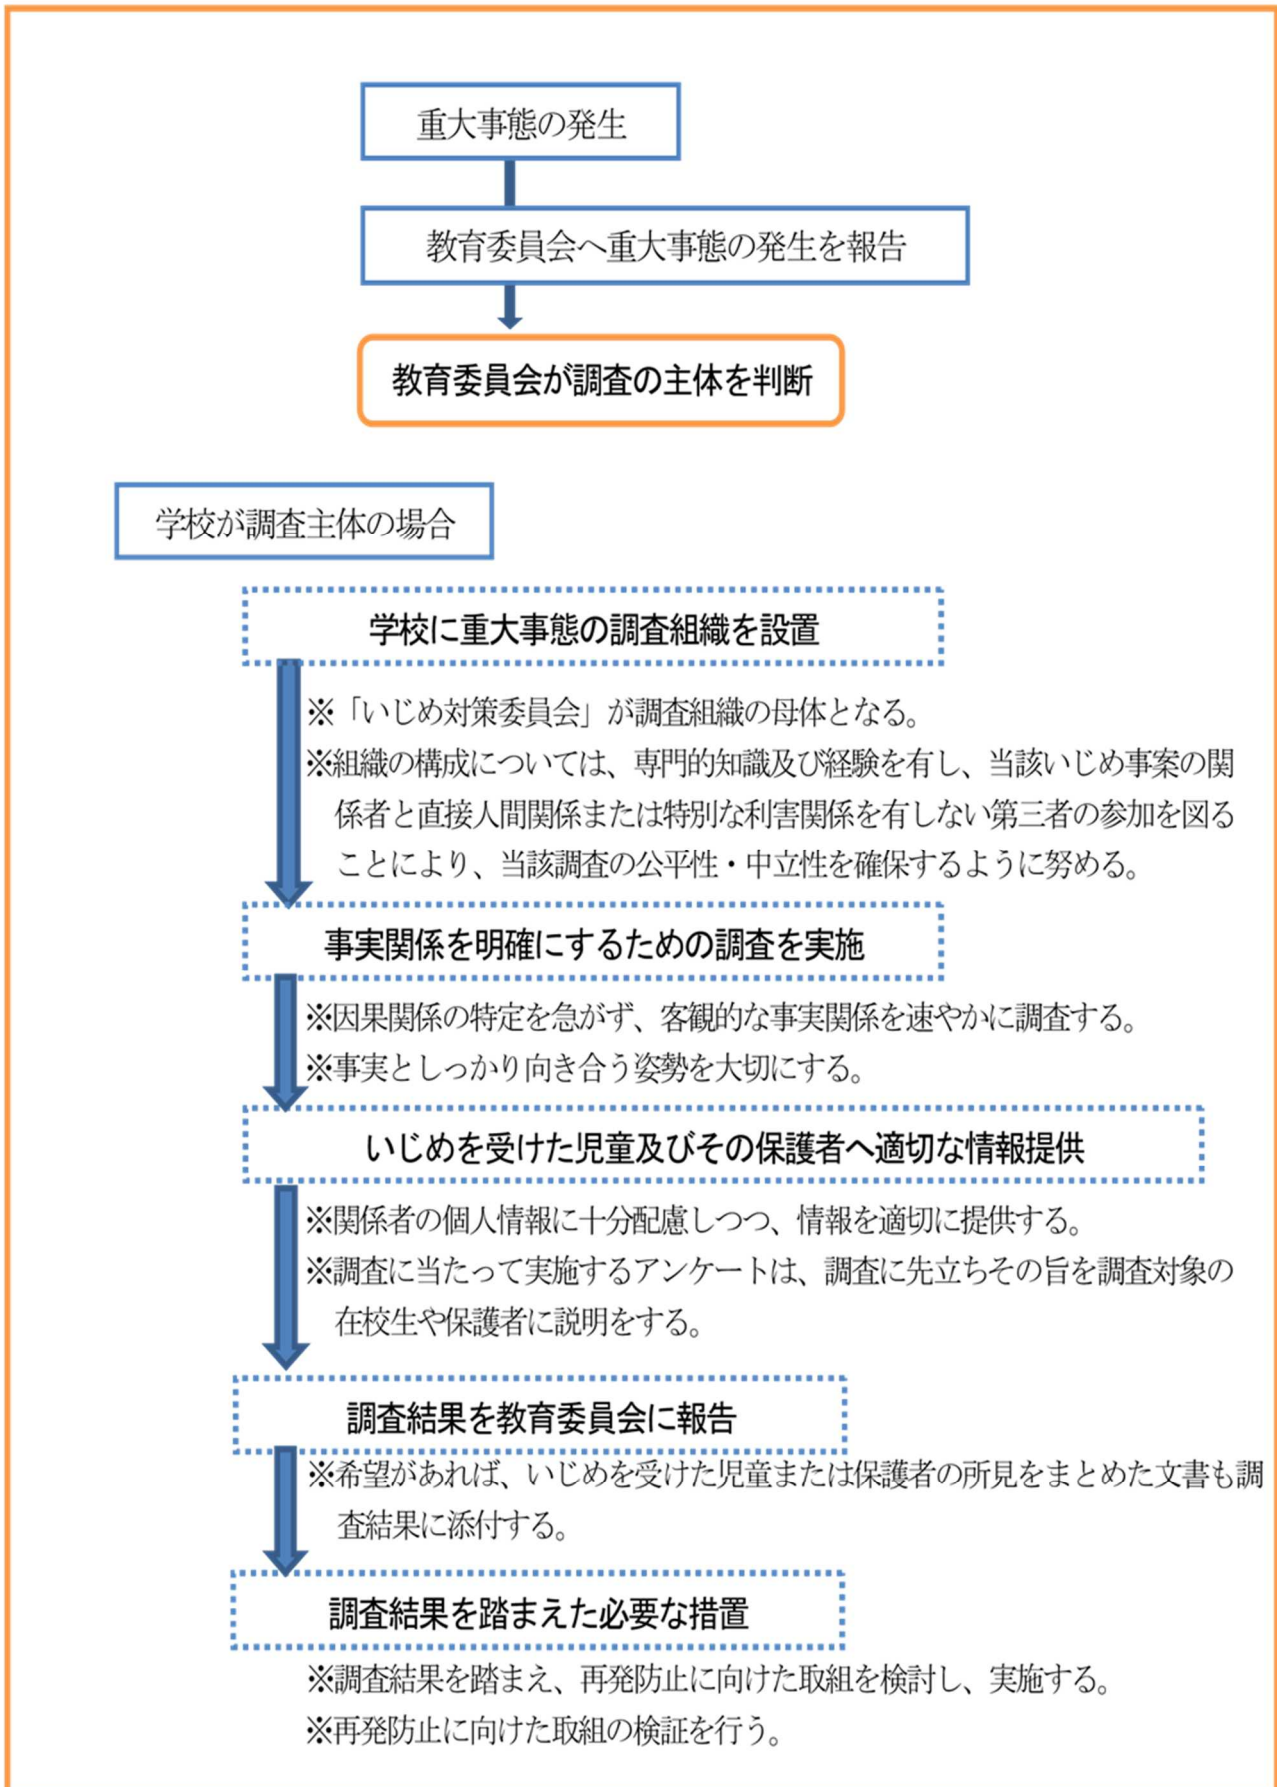 重大事態の発生
教育委員会へ重大事態の発生を報告
教育委員会が調査の主体を判断
学校が調査主体の場合
学校に重大事態の調査組織を設置
※「いじめ対策委員会」が調査組織の母体となる。
※組織の構成については、専門的知識及び経験を有し、当該いじめ事案の関
係者と直接人間関係または特別な利害関係を有しない第三者の参加を図る
ことにより、当該調査の公平性・中立性を確保するように努める。
事実関係を明確にするための調査を実施
※因果関係の特定を急がず、客観的な事実関係を速やかに調査する。
※事実としっかり向き合う姿勢を大切にする。
いじめを受けた児童及びその保護者へ適切な情報提供
※関係者の個人情報に十分配慮しつつ、情報を適切に提供する。
※調査に当たって実施するアンケートは、調査に先立ちその旨を調査対象の
在校生や保護者に説明をする。
調査結果を教育委員会に報告
※希望があれば、いじめを受けた児童または保護者の所見をまとめた文書も調
査結果に添付する。
調査結果を踏まえた必要な措置
※調査結果を踏まえ、再発防止に向けた取組を検討し、実施する。
※再発防止に向けた取組の検証を行う。